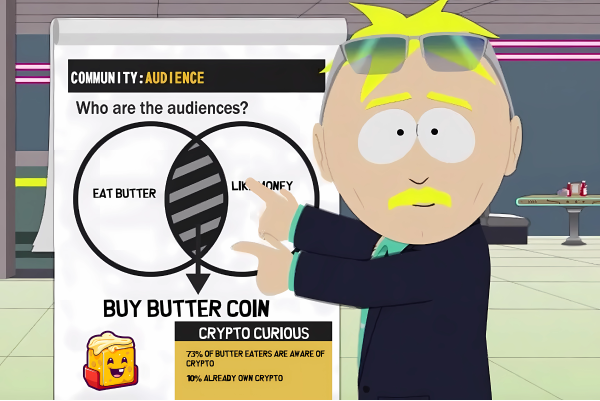 COMMUNITY: AUDIENCE
Who are the audiences?
EAT BUTTER
LIKE MONEY
BUY BUTTER COIN
CRYPTO CURIOUS
73% OF BUTTER EATERS ARE AWARE OF
CRYPTO
10% ALREADY OWN CRYPTO